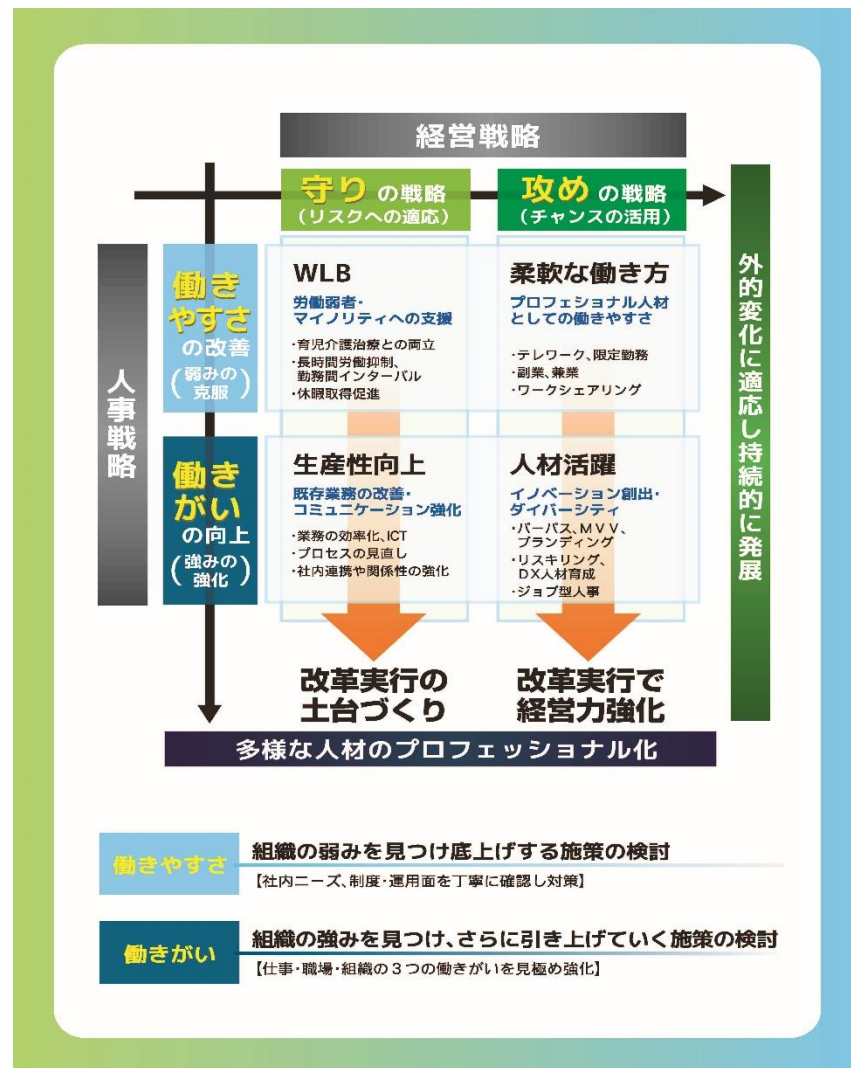 経営戦略
守りの戦略
（リスクへの適応）
攻めの戦略
（チャンスの活用）
人事戦略
働き
やすさ
の改善
（弱みの
克服）
WLB
労働弱者・
マイノリティへの支援
・育児介護治療との両立
・長時間労働抑制、
勤務間インターバル
・休暇取得促進
柔軟な働き方
プロフェショナル人材
としての働きやすさ
・テレワーク、限定勤務
・副業、兼業
・ワークシェアリング
働き
がい
の向上
（強みの
強化）
生産性向上
既存業務の改善・
コミュニケーション強化
・業務の効率化、ICT
・プロセスの見直し
・社内連携や関係性の強化
人材活躍
イノベーション創出・
ダイバーシティ
・パーパス、MVV、
ブランディング
・リスキリング、
DX人材育成
・ジョブ型人事
外的変化に適応し持続的に発展
改革実行の
土台づくり
改革実行で
経営力強化
多様な人材のプロフェッショナル化
働きやすさ
組織の弱みを見つけ底上げする施策の検討
【社内ニーズ、制度・運用面を丁寧に確認し対策】
働きがい
組織の強みを見つけ、さらに引き上げていく施策の検討
【仕事・職場・組織の３つの働きがいを見極め強化】